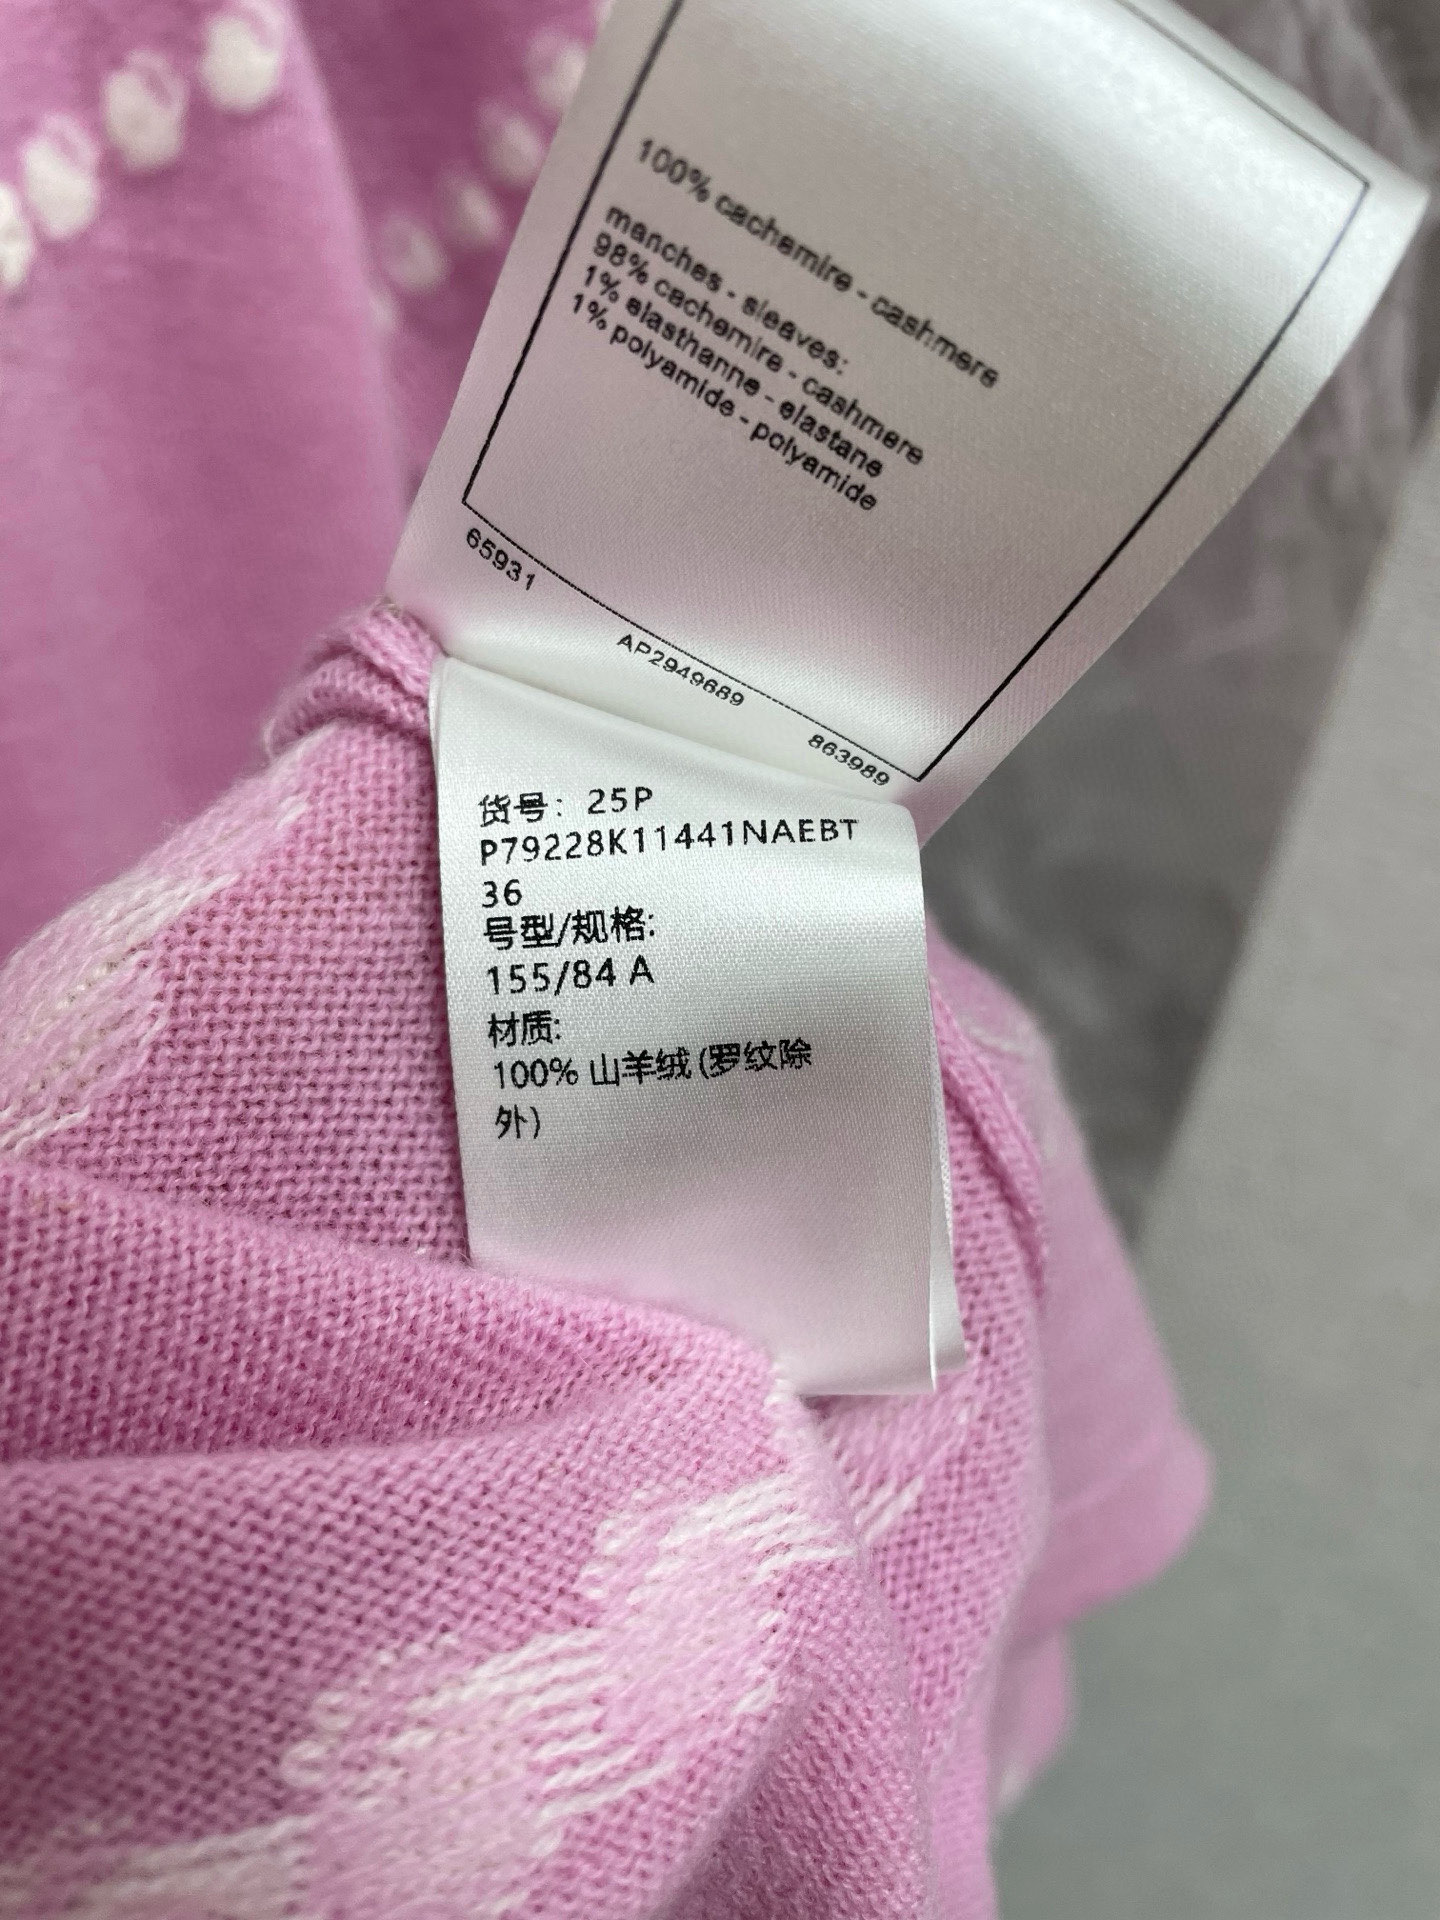 100% cachemire - cashmere
manches - sleeves:
98% cachemire - cashmere
1% elasthanne - elastane
1% polyamide - polyamide
65931
AP2949689
863989
货号: 25P
P79228K11441NAEBT
36
号型/规格:
155/84 A
材质:
100% 山羊绒 (罗纹除
外)